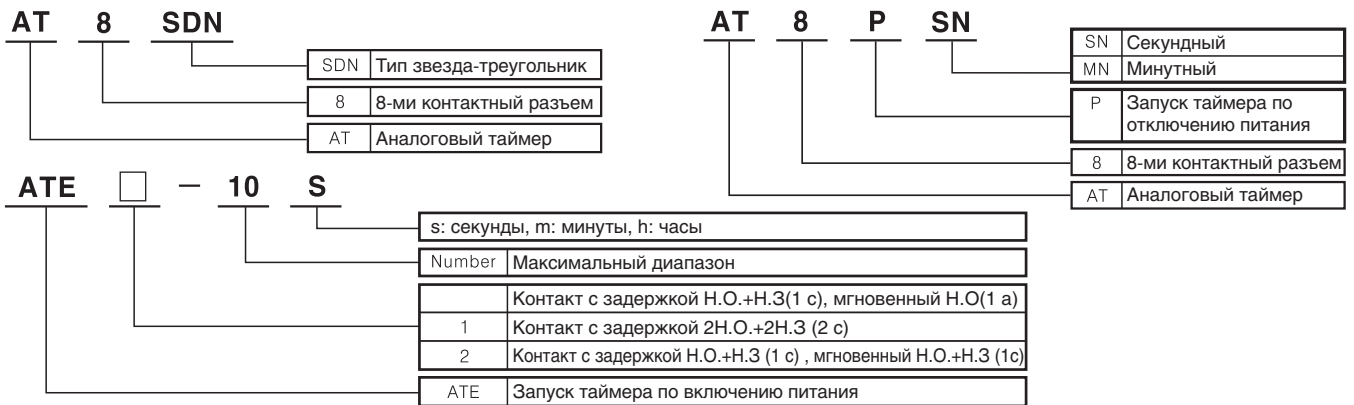 AT 8 SDN
SDN Тип звезда-треугольник
8 8-ми контактный разъем
AT Аналоговый таймер
AT 8 P SN
SN Секундный
MN Минутный
P Запуск таймера по
отключению питания
8 8-ми контактный разъем
AT Аналоговый таймер
ATE □ — 10 S
s: секунды, m: минуты, h: часы
Number Максимальный диапазон
Контакт с задержкой Н.О.+Н.З(1 с), мгновенный Н.О(1 а)
1 Контакт с задержкой 2Н.О.+2Н.З (2 с)
2 Контакт с задержкой Н.О.+Н.З (1 с) , мгновенный Н.О.+Н.З (1с)
ATE Запуск таймера по включению питания